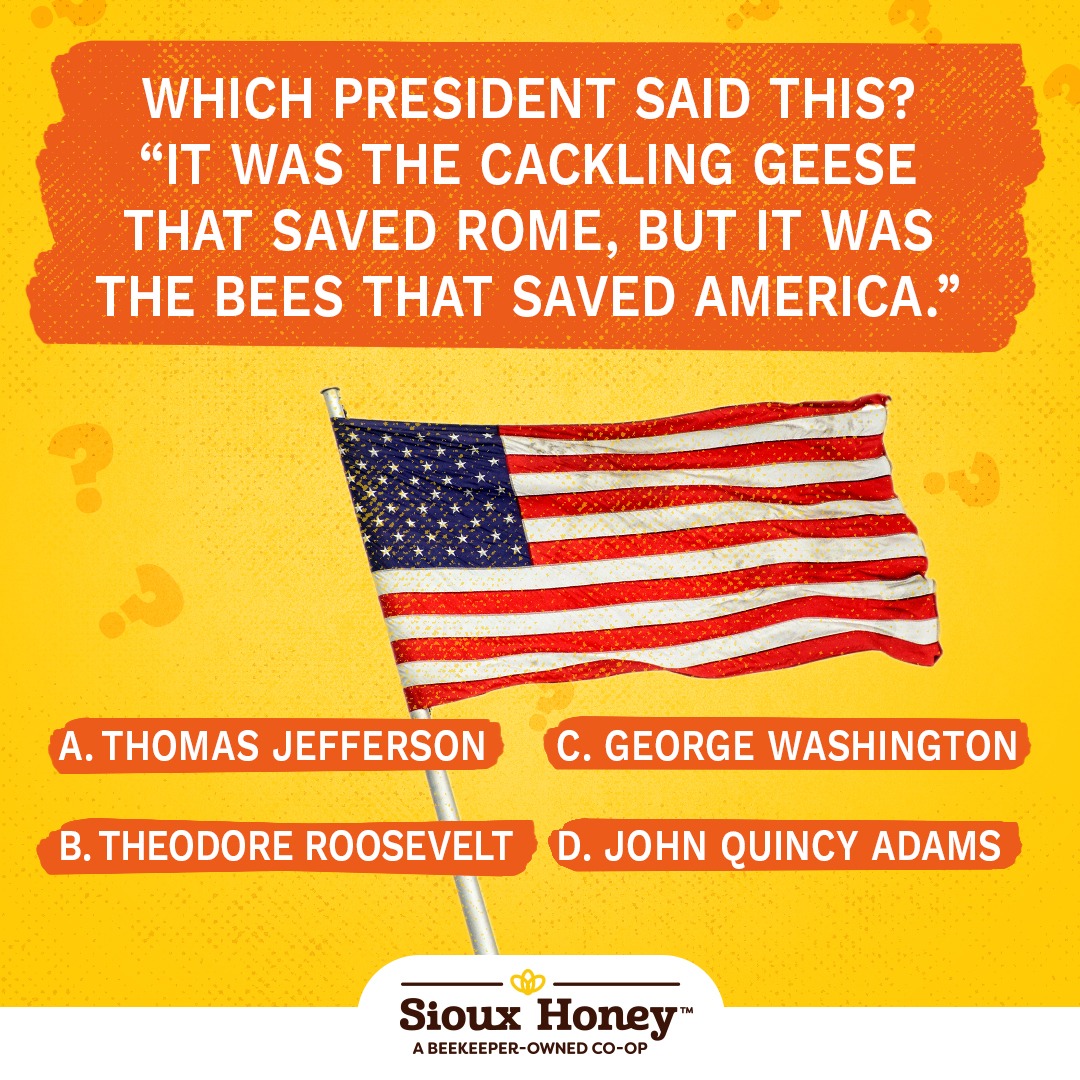 WHICH PRESIDENT SAID THIS?
“IT WAS THE CACKLING GEESE
THAT SAVED ROME, BUT IT WAS
THE BEES THAT SAVED AMERICA.”
A. THOMAS JEFFERSON
B. THEODORE ROOSEVELT
C. GEORGE WASHINGTON
D. JOHN QUINCY ADAMS
Sioux Honey™
A BEEKEEPER-OWNED CO-OP